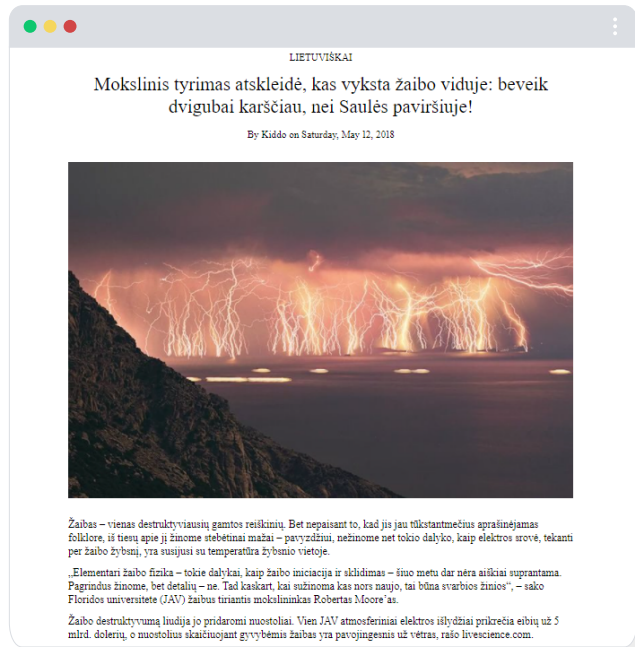 LIETUVIŠKAI
Mokslinis tyrimas atskleidė, kas vyksta žaibo viduje: beveik
dvigubai karščiau, nei Saulės paviršiuje!
By Kiddo on Saturday, May 12, 2018
Žaibas – vienas destruktyviausių gamtos reiškinių. Bet nepaisant to, kad jis jau tūkstantmečius aprašinėjamas
folklore, iš tiesų apie jį žinome stebėtinai mažai – pavyzdžiui, nežinome net tokio dalyko, kaip elektros srovė, tekanti
per žaibo žybsnį, yra susijusi su temperatūra žybsnio vietoje.
„Elementari žaibo fizika – tokie dalykai, kaip žaibo iniciacija ir sklidimas – šiuo metu dar nėra aiškiai suprantama.
Pagrindus žinome, bet detalių – ne. Tad kaskart, kai sužinoma kas nors naujo, tai būna svarbios žinios“, – sako
Floridos universitete (JAV) žaibus tiriantis mokslininkas Robertas Moore’as.
Žaibo destruktyvumą liudija jo pridaromi nuostoliai. Vien JAV atmosferiniai elektros išlydžiai prikrečia eibių už 5
mlrd. dolerių, o nuostolius skaičiuojant gyvybėmis žaibas yra pavojingesnis už vėtras, rašo livescience.com.